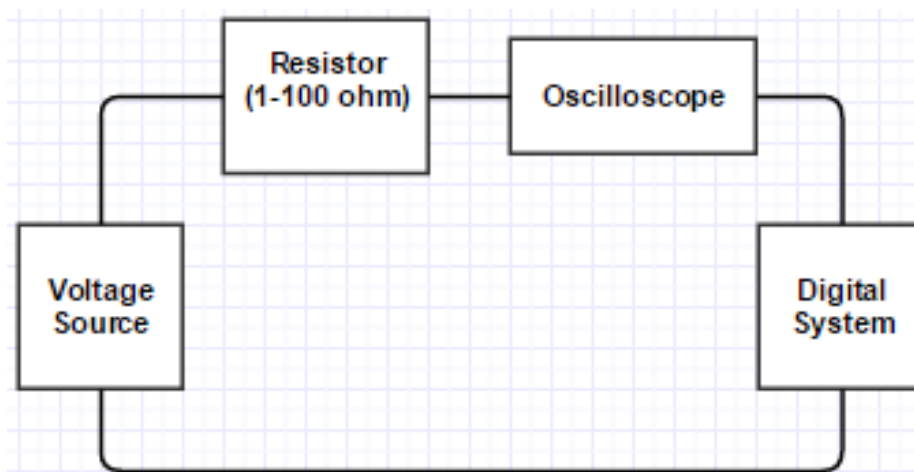 Resistor
(1-100 ohm)
Oscilloscope
Voltage
Source
Digital
System